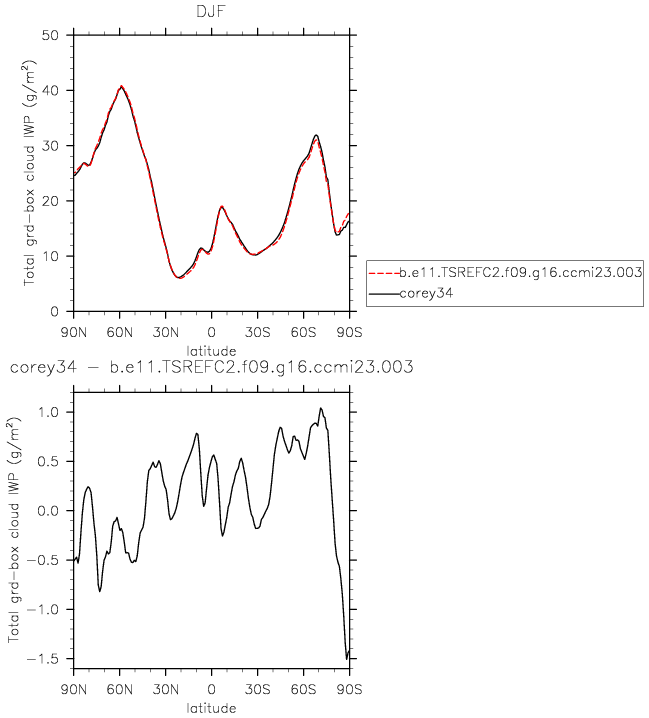 DJF
Total grd-box cloud IWP (g/m²)
50
40
30
20
10
0
90N 60N 30N 0 30S 60S 90S
latitude
b.e11.TSREFC2.f09.g16.ccmi23.003
corey34
corey34 - b.e11.TSREFC2.f09.g16.ccmi23.003
Total grd-box cloud IWP (g/m²)
1.0
0.5
0.0
-0.5
-1.0
-1.5
90N 60N 30N 0 30S 60S 90S
latitude